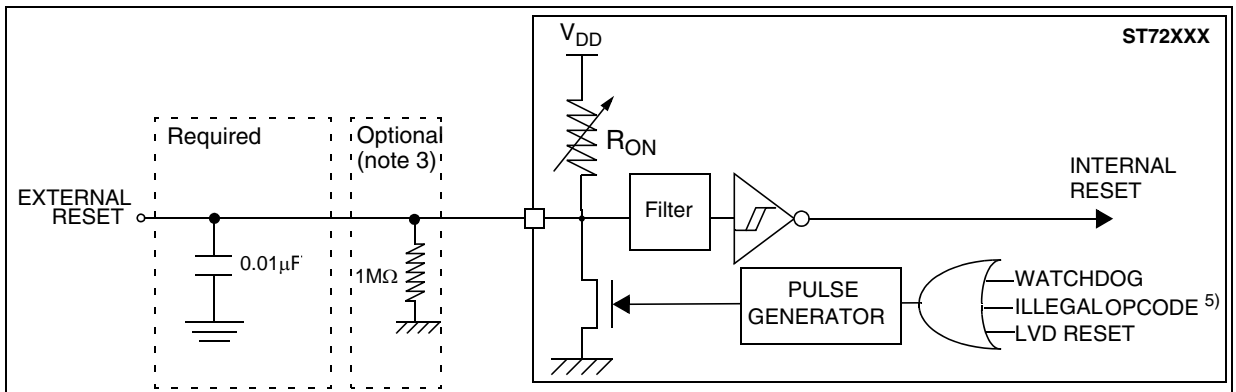 ST72XXX
VDD
RON
Required
Optional
(note 3)
EXTERNAL
RESET
0.01μF
1MΩ
Filter
INTERNAL
RESET
PULSE
GENERATOR
WATCHDOG
ILLEGAL OPCODE 5)
LVD RESET